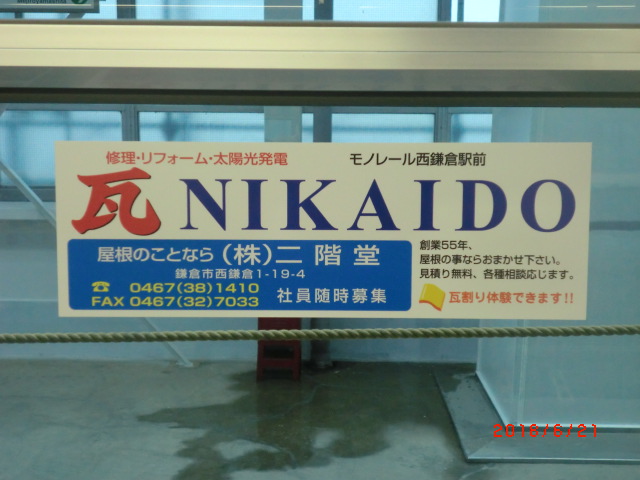 修理・リフォーム・太陽光発電 モノレール西鎌倉駅前
瓦 NIKAIDO
屋根のことなら (株)二階堂
鎌倉市西鎌倉1-19-4
☎ 0467(38)1410
FAX 0467(32)7033 社員随時募集
創業55年、
屋根の事ならおまかせ下さい。
見積り無料、各種相談応じます。
瓦割り体験できます!!
2016/6/21